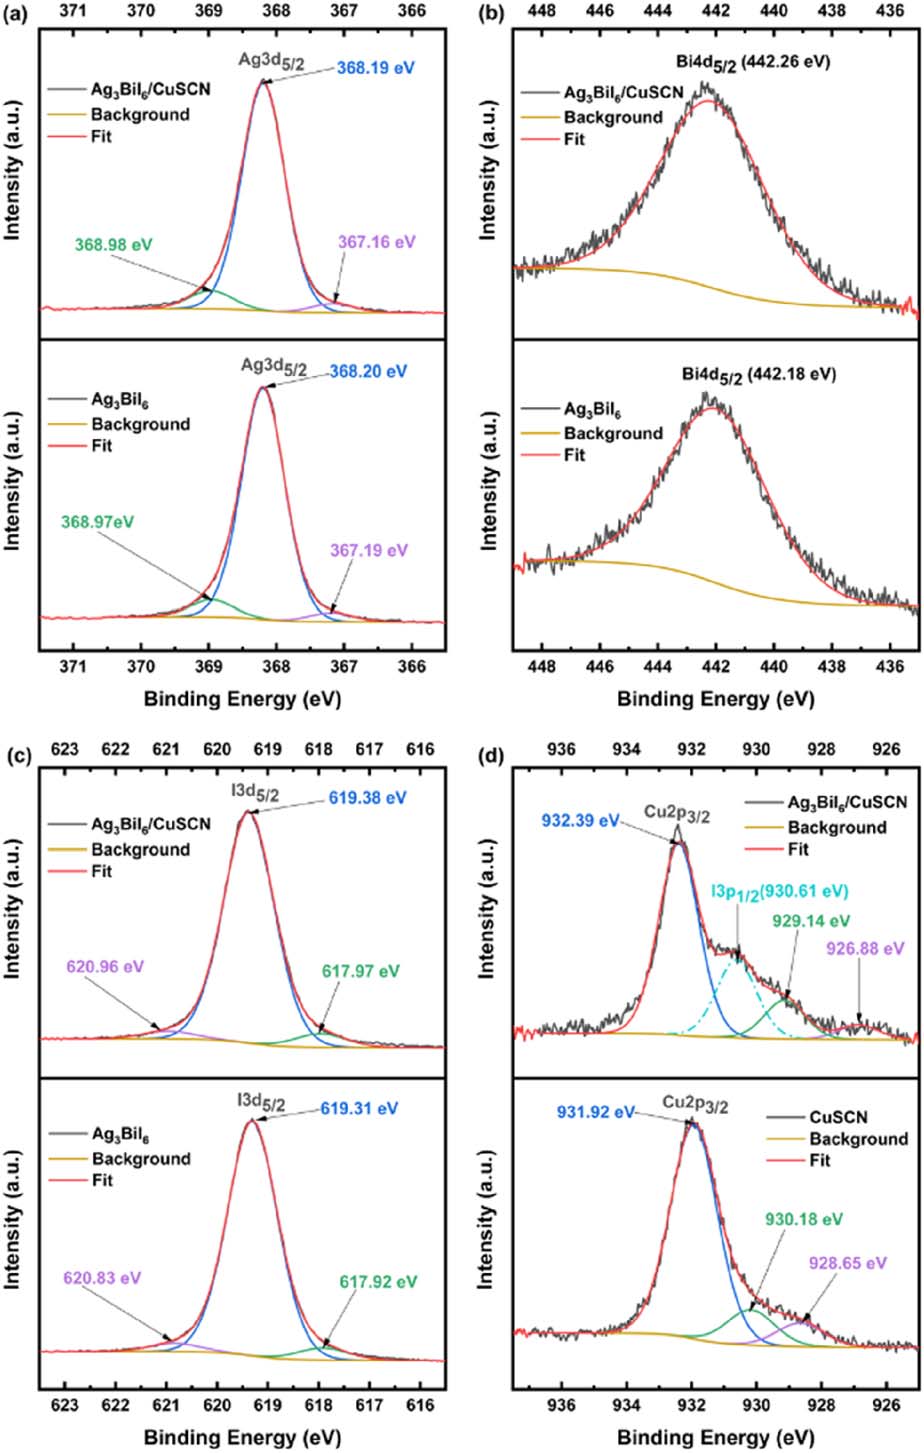 (a)
371 370 369 368 367 366
Ag3d5/2
368.19 eV
Ag3BiI6/CuSCN
Background
Fit
368.98 eV
367.16 eV
Intensity (a.u.)
Ag3d5/2
368.20 eV
Ag3BiI6
Background
Fit
368.97eV
367.19 eV
Intensity (a.u.)
371 370 369 368 367 366
Binding Energy (eV)
(b)
448 446 444 442 440 438 436
Bi4d5/2 (442.26 eV)
Ag3BiI6/CuSCN
Background
Fit
Intensity (a.u.)
Bi4d5/2 (442.18 eV)
Ag3BiI6
Background
Fit
Intensity (a.u.)
448 446 444 442 440 438 436
Binding Energy (eV)
(c)
623 622 621 620 619 618 617 616
I3d5/2
619.38 eV
Ag3BiI6/CuSCN
Background
Fit
620.96 eV
617.97 eV
Intensity (a.u.)
I3d5/2
619.31 eV
Ag3BiI6
Background
Fit
620.83 eV
617.92 eV
Intensity (a.u.)
623 622 621 620 619 618 617 616
Binding Energy (eV)
(d)
936 934 932 930 928 926
Cu2p3/2
932.39 eV
Ag3BiI6/CuSCN
Background
Fit
I3p1/2(930.61 eV)
929.14 eV
926.88 eV
Intensity (a.u.)
Cu2p3/2
931.92 eV
CuSCN
Background
Fit
930.18 eV
928.65 eV
Intensity (a.u.)
936 934 932 930 928 926
Binding Energy (eV)